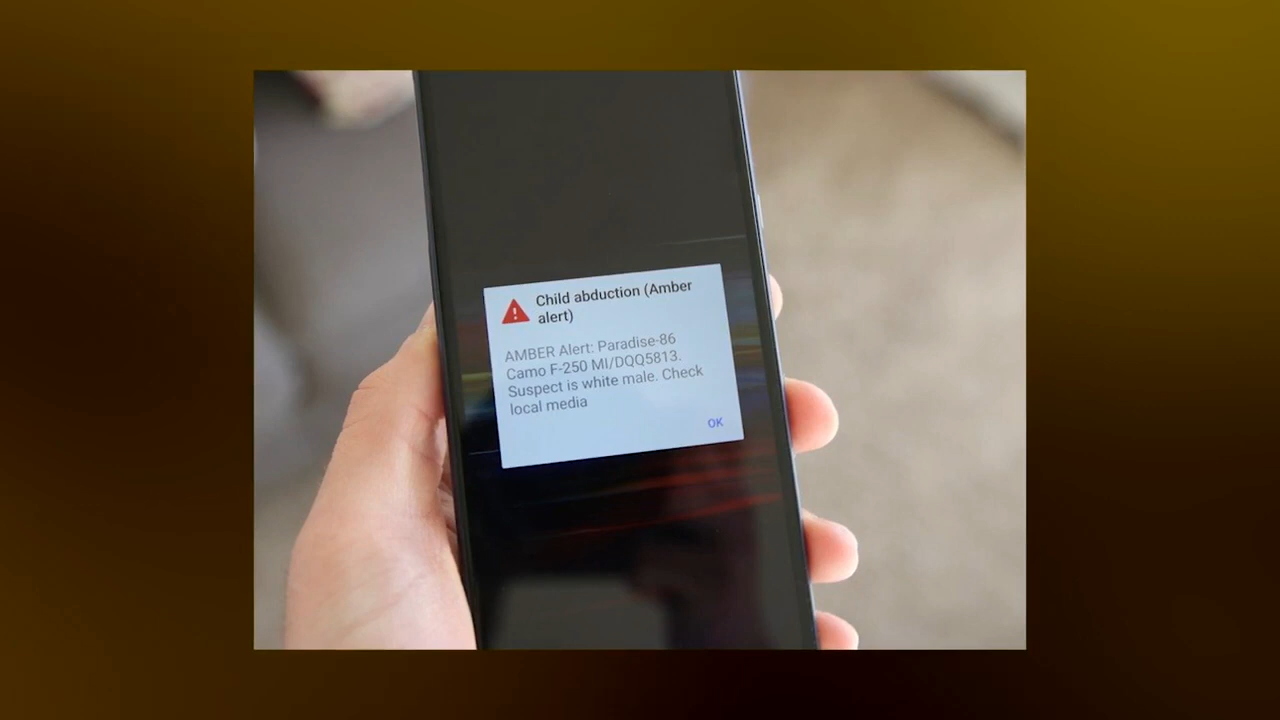 Child abduction (Amber
alert)
AMBER Alert: Paradise-86
Camo F-250 MI/DQQ5813.
Suspect is white male. Check
local media
OK